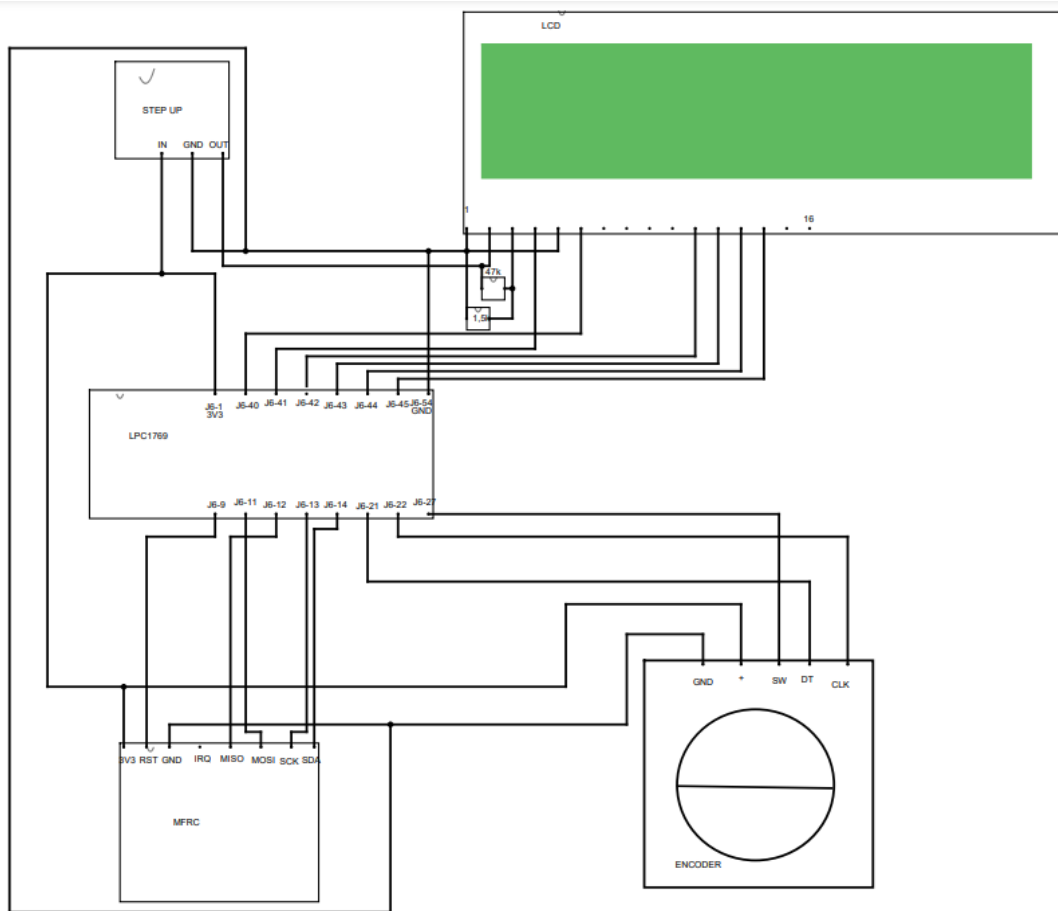 LCD
STEP UP
IN GND OUT
1
16
47k
1,5k
J6-1 J6-40 J6-41 J6-42 J6-43 J6-44 J6-45 J6-54
3V3
GND
LPC1769
J6-9 J6-11 J6-12 J6-13 J6-14 J6-21 J6-22 J6-27
GND + SW DT CLK
3V3 RST GND IRQ MISO MOSI SCK SDA
MFRC
ENCODER